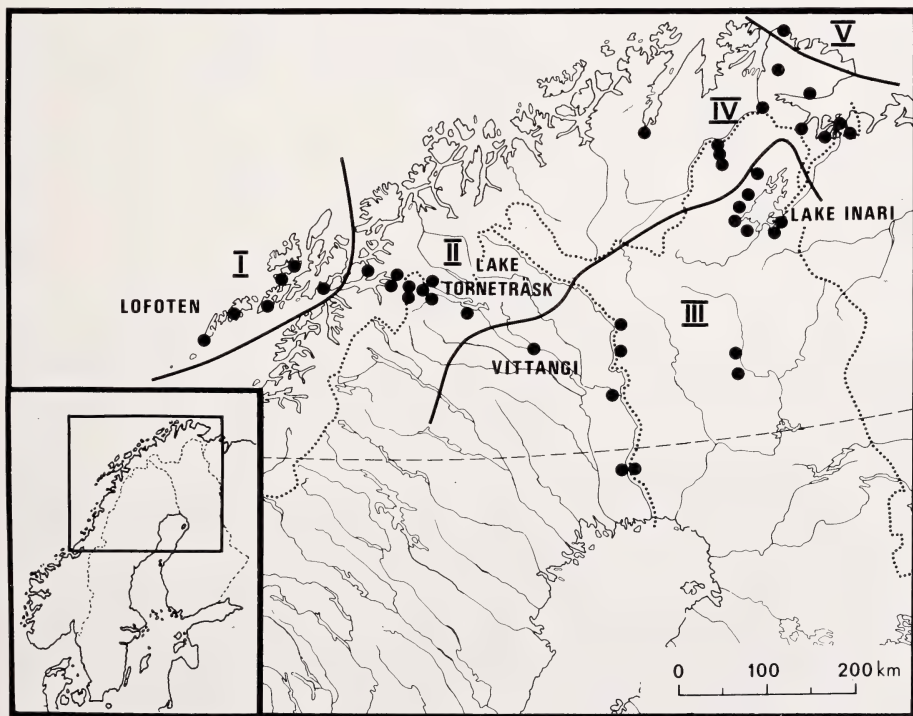 V
IV
I
II
LAKE INARI
LAKE
TORNETRÄSK
LOFOTEN
III
VITTANGI
0 100 200 km